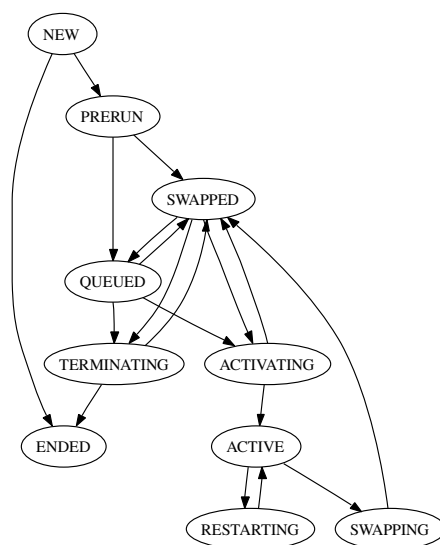 NEW
PRERUN
SWAPPED
QUEUED
TERMINATING
ACTIVATING
ENDED
ACTIVE
RESTARTING
SWAPPING